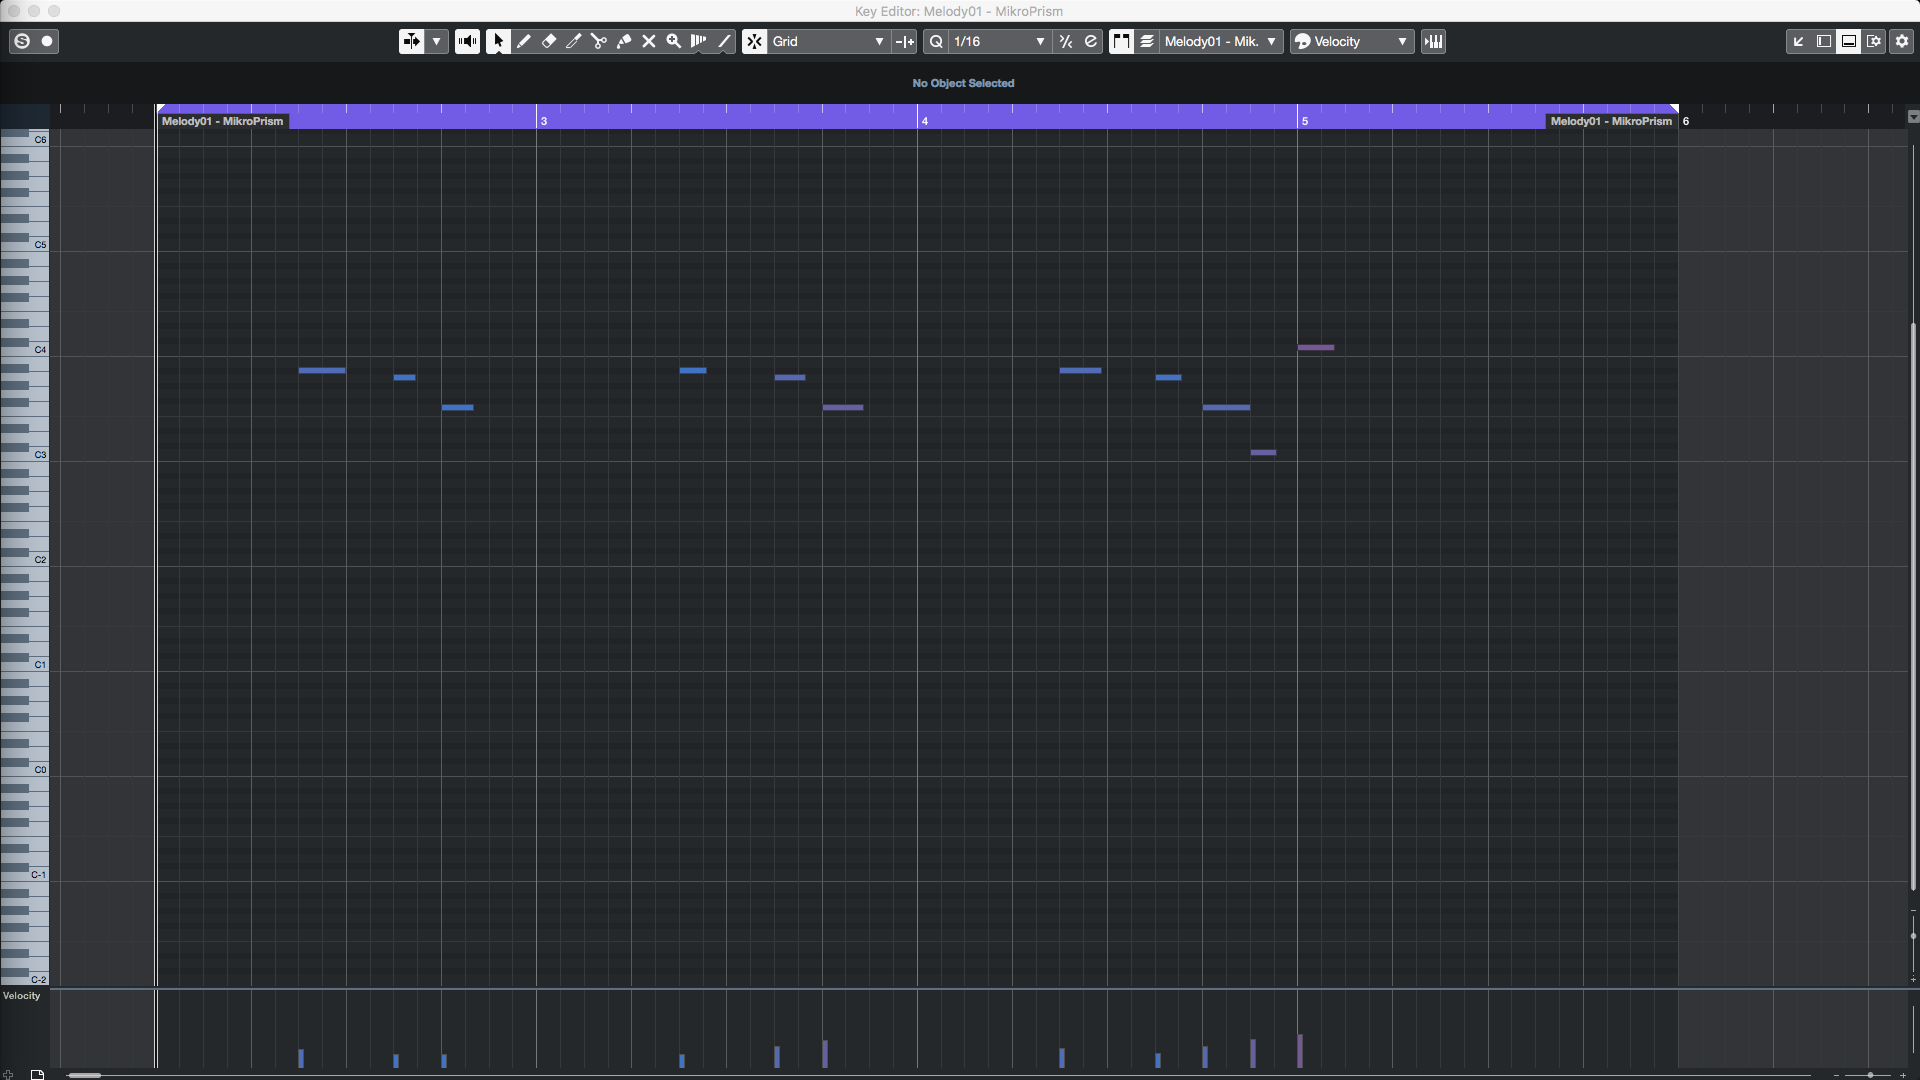 Key Editor: Melody01 - MikroPrism
Grid
1/16
Melody01 - Mik.
Velocity
No Object Selected
Melody01 - MikroPrism
3
4
5
Melody01 - MikroPrism
6
C6
C5
C4
C3
C2
C1
C0
C-1
C-2
Velocity